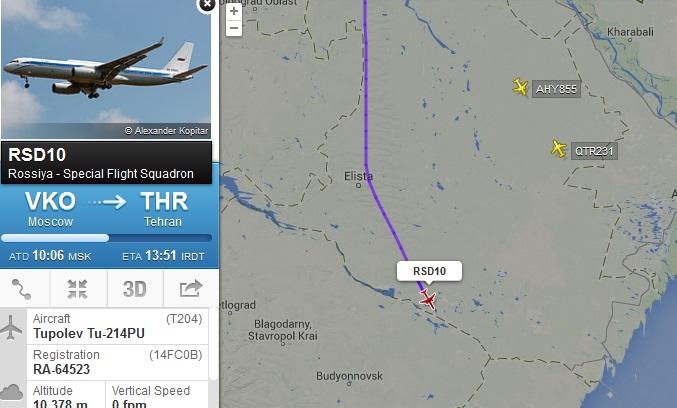 © Alexander Kopitar
RSD10
Rossiya - Special Flight Squadron
VKO THR
Moscow Tehran
ATD 10:06 MSK ETA 13:51 IRDT
3D
Aircraft (T204)
Tupolev Tu-214PU
Registration (14FC0B)
RA-64523
Altitude Vertical Speed
10,378 m 0 fpm
+
−
Oblast
Kharabali
AHY855
QTR231
Elista
RSD10
Blagodarny,
Stavropol Krai
Budyonnovsk